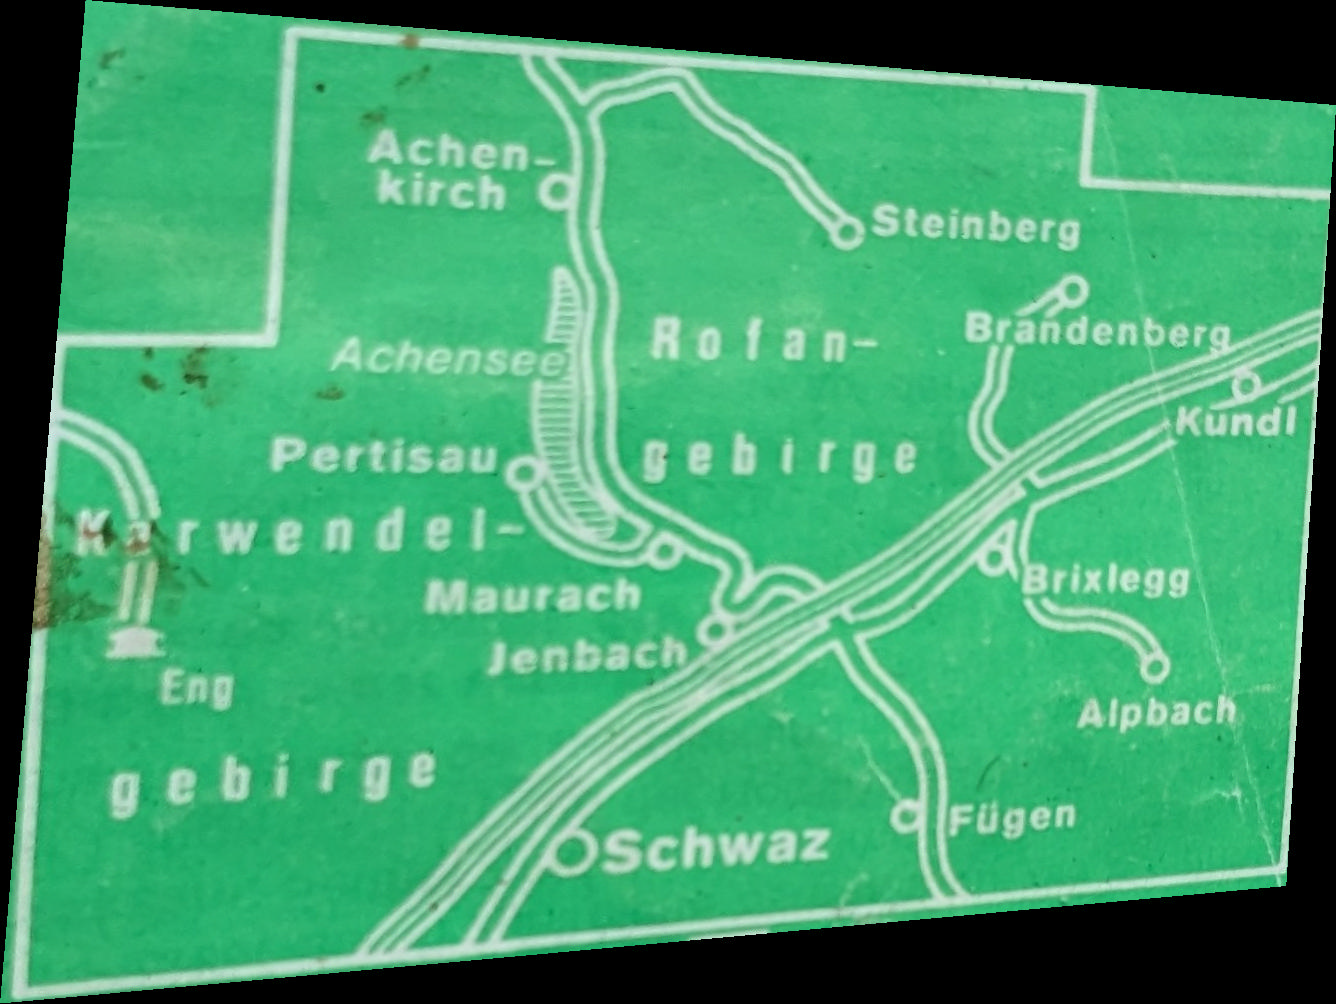 Achen-
kirch
Steinberg
Brandenberg
Rofan-
Achensee
Kundl
Pertisau
gebirge
Karwendel-
Brixlegg
Maurach
Jenbach
Eng
Alpbach
gebirge
Fügen
Schwaz